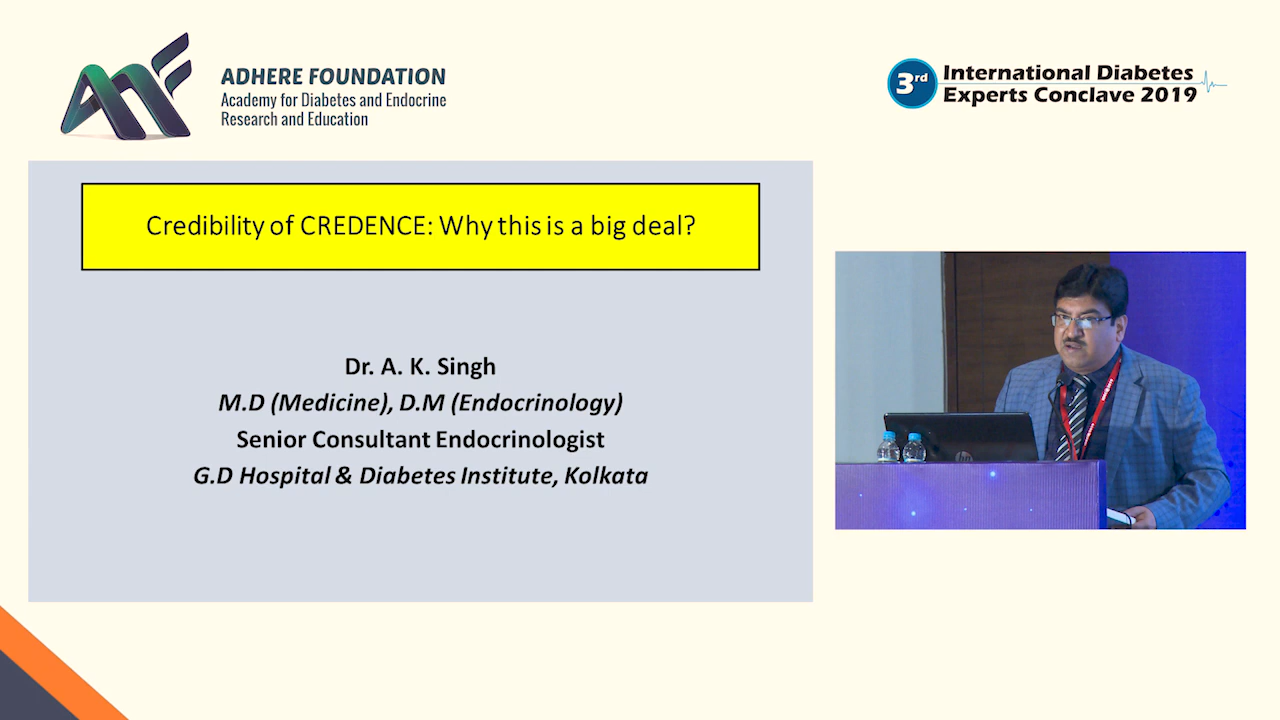 ADHERE FOUNDATION
Academy for Diabetes and Endocrine
Research and Education
3rd
International Diabetes
Experts Conclave 2019
Credibility of CREDENCE: Why this is a big deal?
Dr. A. K. Singh
M.D (Medicine), D.M (Endocrinology)
Senior Consultant Endocrinologist
G.D Hospital & Diabetes Institute, Kolkata
hp